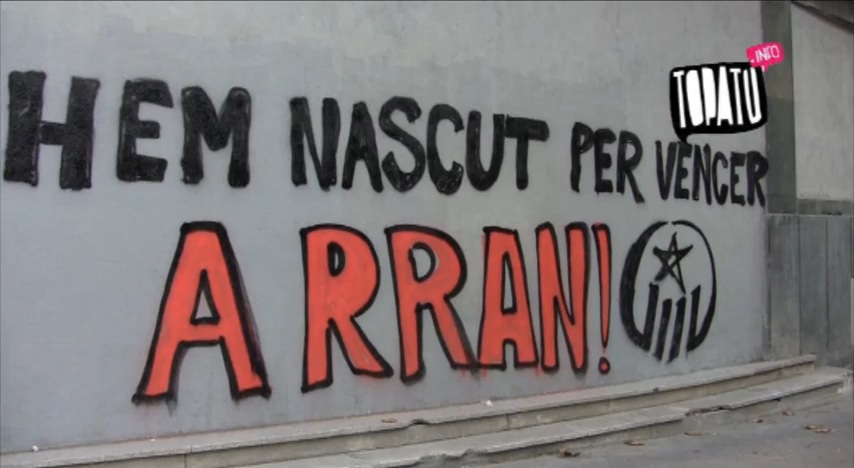 .INFO
TOPATU
HEM NASCUT PER VENCER
ARRAN!